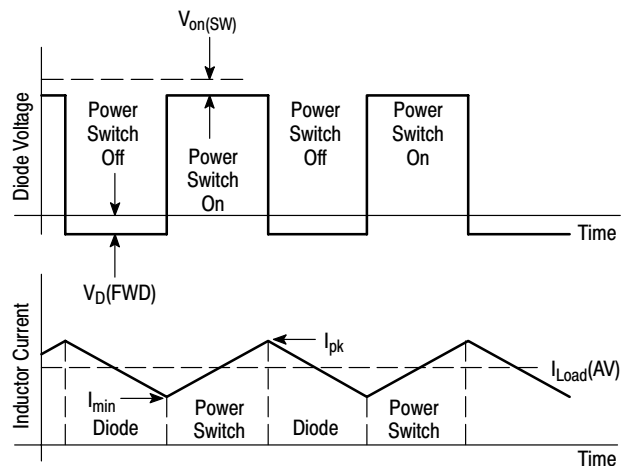 Von(SW)
Diode Voltage
Power
Switch
Off
Power
Switch
On
Power
Switch
Off
Power
Switch
On
Time
VD(FWD)
Inductor Current
Ipk
ILoad(AV)
Imin
Diode
Power
Switch
Diode
Power
Switch
Time